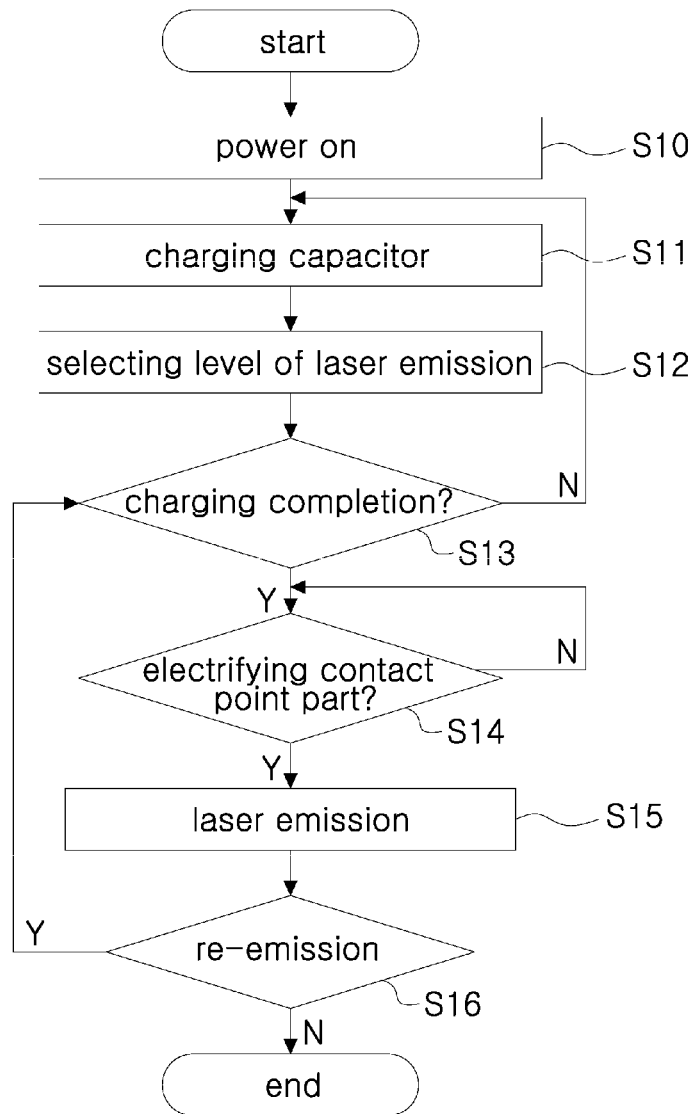 start
power on
S10
charging capacitor
S11
selecting level of laser emission
S12
charging completion?
N
S13
Y
electrifying contact
point part?
N
S14
Y
laser emission
S15
Y
re-emission
S16
N
end